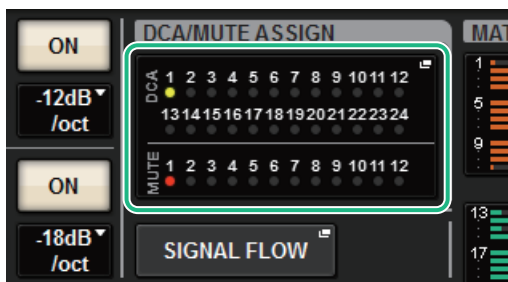 DCA/MUTE ASSIGN
MAT
ON
-12dB
/oct
ON
-18dB
/oct
DCA
1 2 3 4 5 6 7 8 9 10 11 12
13 14 15 16 17 18 19 20 21 22 23 24
MUTE
1 2 3 4 5 6 7 8 9 10 11 12
SIGNAL FLOW
1
5
9
13
17